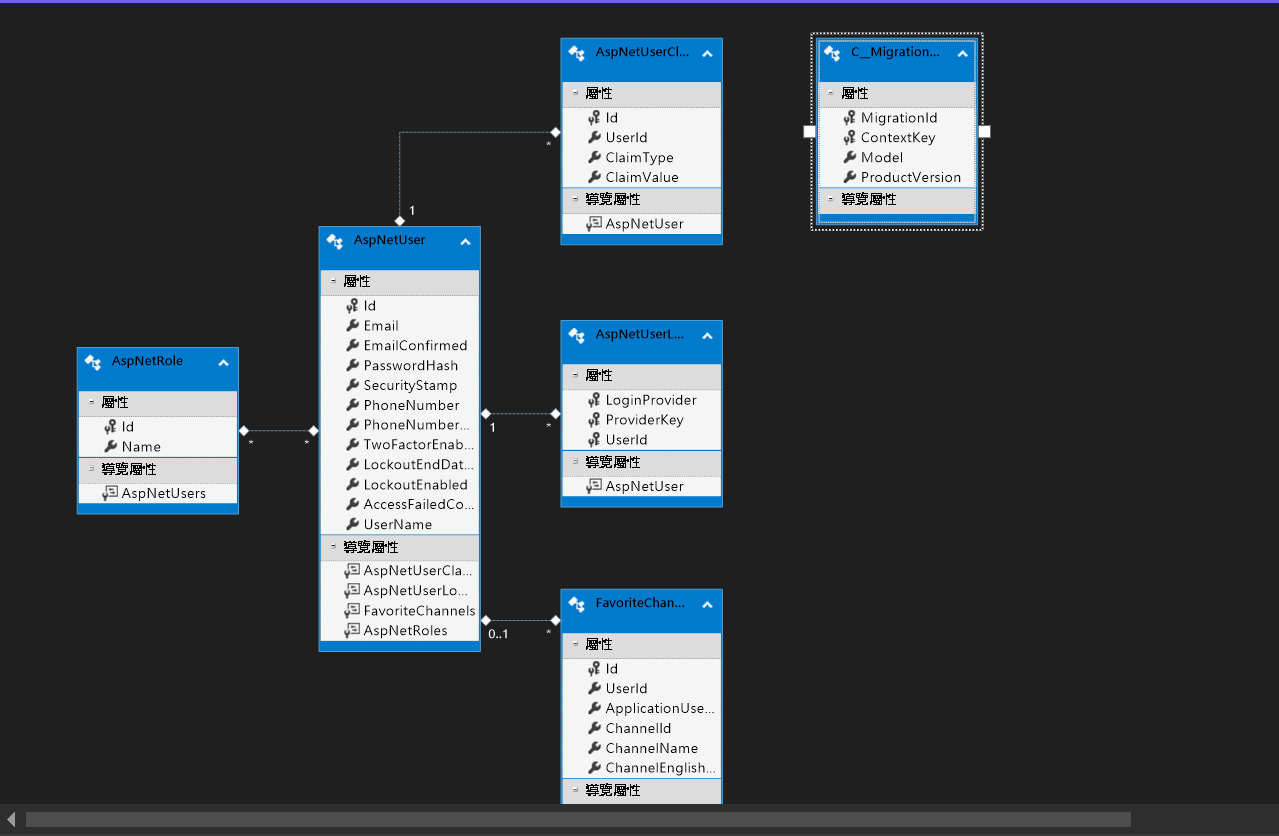 AspNetUserCl...
屬性
Id
UserId
ClaimType
ClaimValue
導覽屬性
AspNetUser
C__Migration...
屬性
MigrationId
ContextKey
Model
ProductVersion
導覽屬性
*
1
AspNetUser
屬性
Id
Email
EmailConfirmed
PasswordHash
SecurityStamp
PhoneNumber
PhoneNumber...
TwoFactorEnab...
LockoutEndDat...
LockoutEnabled
AccessFailedCo...
UserName
導覽屬性
AspNetUserCla...
AspNetUserLo...
FavoriteChannels
AspNetRoles
AspNetRole
屬性
Id
Name
導覽屬性
AspNetUsers
*
*
AspNetUserL...
屬性
LoginProvider
ProviderKey
UserId
導覽屬性
AspNetUser
1
*
FavoriteChan...
屬性
Id
UserId
ApplicationUse...
ChannelId
ChannelName
ChannelEnglish...
導覽屬性
0..1
*